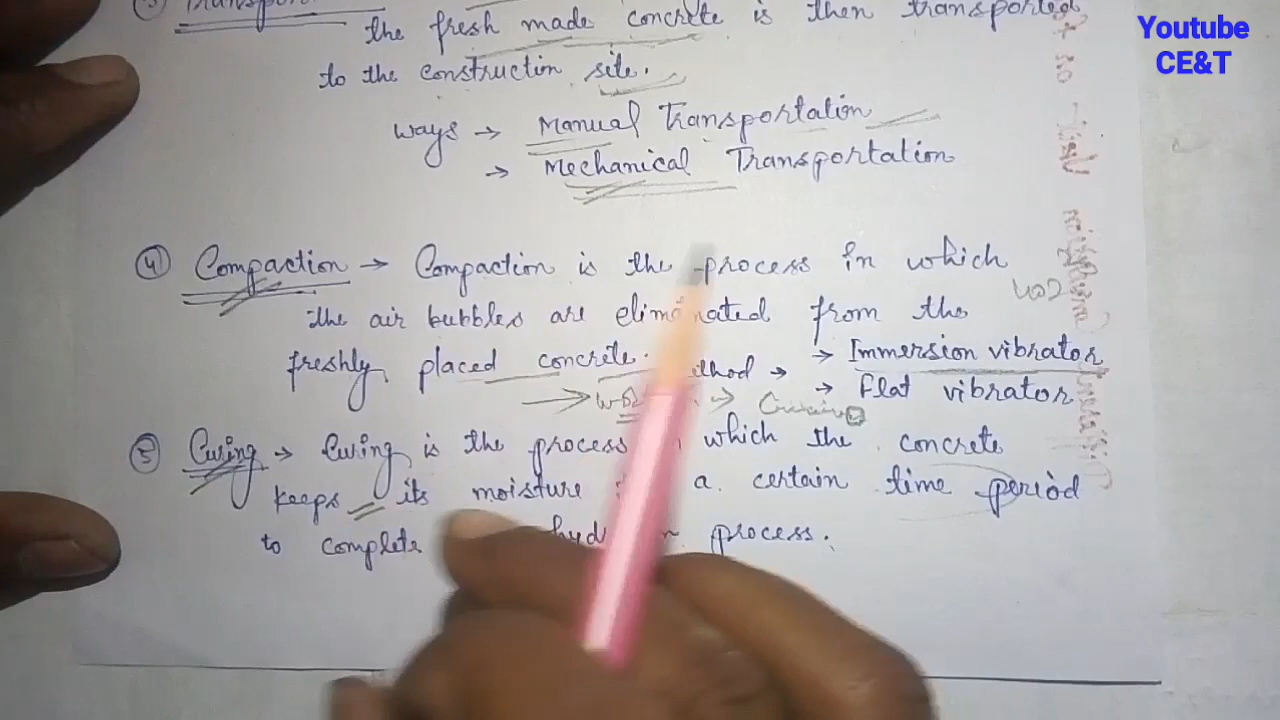 Youtube
CE&T
③ Transport
the fresh made concrete is then transported
to the construction site.
ways → Manual Transportation
→ Mechanical Transportation
④ Compaction → Compaction is the process in which
the air bubbles are eliminated from the
freshly placed concrete.
→ Immersion vibrator
→ flat vibrator
⑤ Curing → Curing is the process which the concrete
keeps its moisture a certain time period
to complete process.